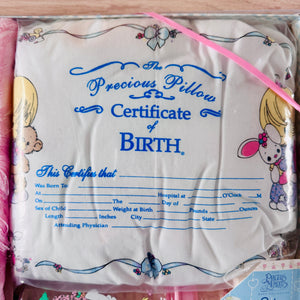 The
Precious Pillow
Certificate
of
BIRTH
This Certifies that
Was Born To
At Hospital at O'Clock M
On The Day of
Sex of Child Weight at Birth Pounds Ounces
Length Inches City State
Attending Physician